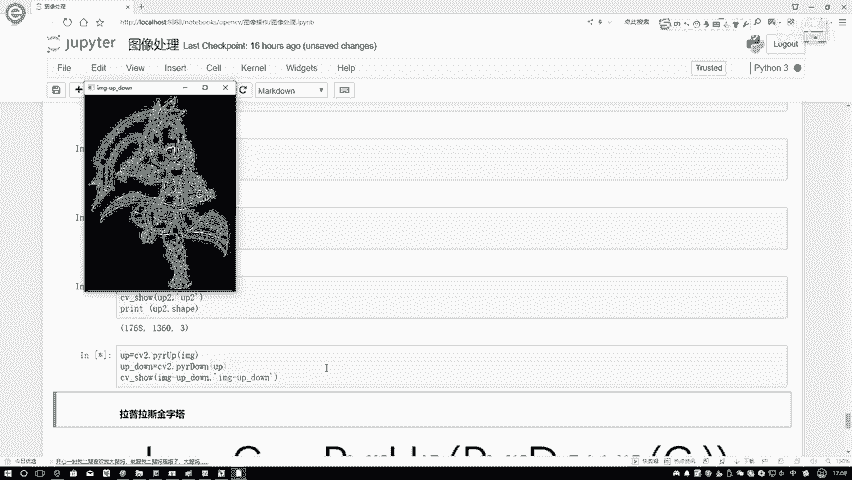 图像处理
http://localhost:8888/notebooks/opencv/图像操作/图像处理.ipynb
点此搜索
jupyter 图像处理 Last Checkpoint: 16 hours ago (unsaved changes)
Logout
File Edit View Insert Cell Kernel Widgets Help
Trusted
Python 3
Markdown
img-up_down
In
In
In
cv_show(up2,'up2')
print (up2.shape)
(1768, 1360, 3)
In [*]:
up=cv2.pyrUp(img)
up_down=cv2.pyrDown(up)
cv_show(img-up_down,'img-up_down')
拉普拉斯金字塔